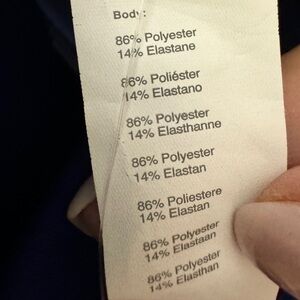 Body:
86% Polyester
14% Elastane
86% Poliéster
14% Elastano
86% Polyester
14% Elasthanne
86% Polyester
14% Elastan
86% Poliestere
14% Elastan
86% Polyester
14% Elastaan
86% Polyester
14% Elasthan